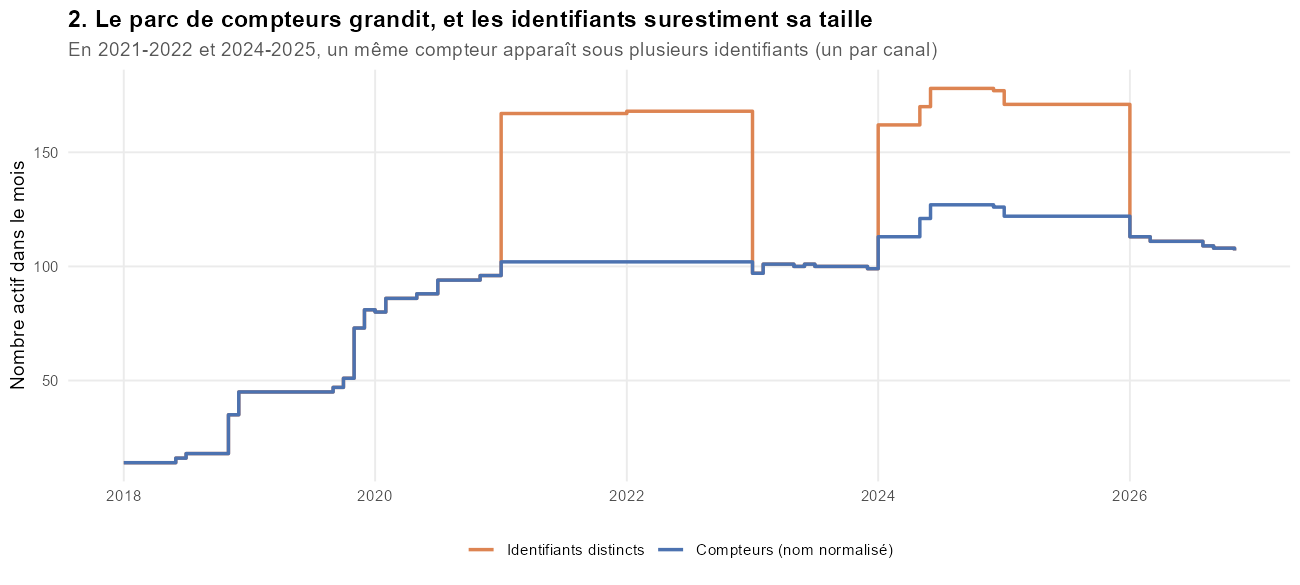 2. Le parc de compteurs grandit, et les identifiants surestiment sa taille
En 2021-2022 et 2024-2025, un même compteur apparaît sous plusieurs identifiants (un par canal)
Nombre actif dans le mois
150
100
50
2018
2020
2022
2024
2026
Identifiants distincts
Compteurs (nom normalisé)